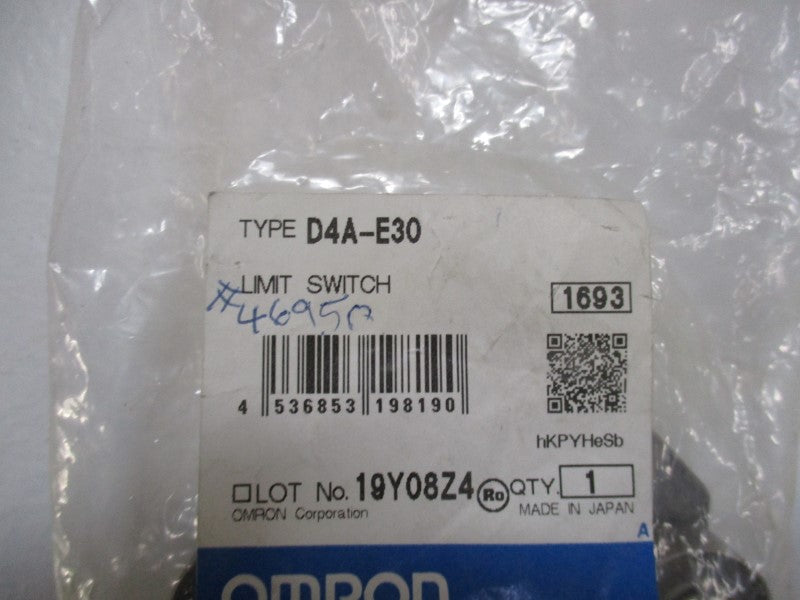 TYPE D4A-E30
LIMIT SWITCH
1693
4 536853 198190
hKPYHeSb
□LOT No. 19Y08Z4 Ro QTY. 1
OMRON Corporation
MADE IN JAPAN
A
OMRON